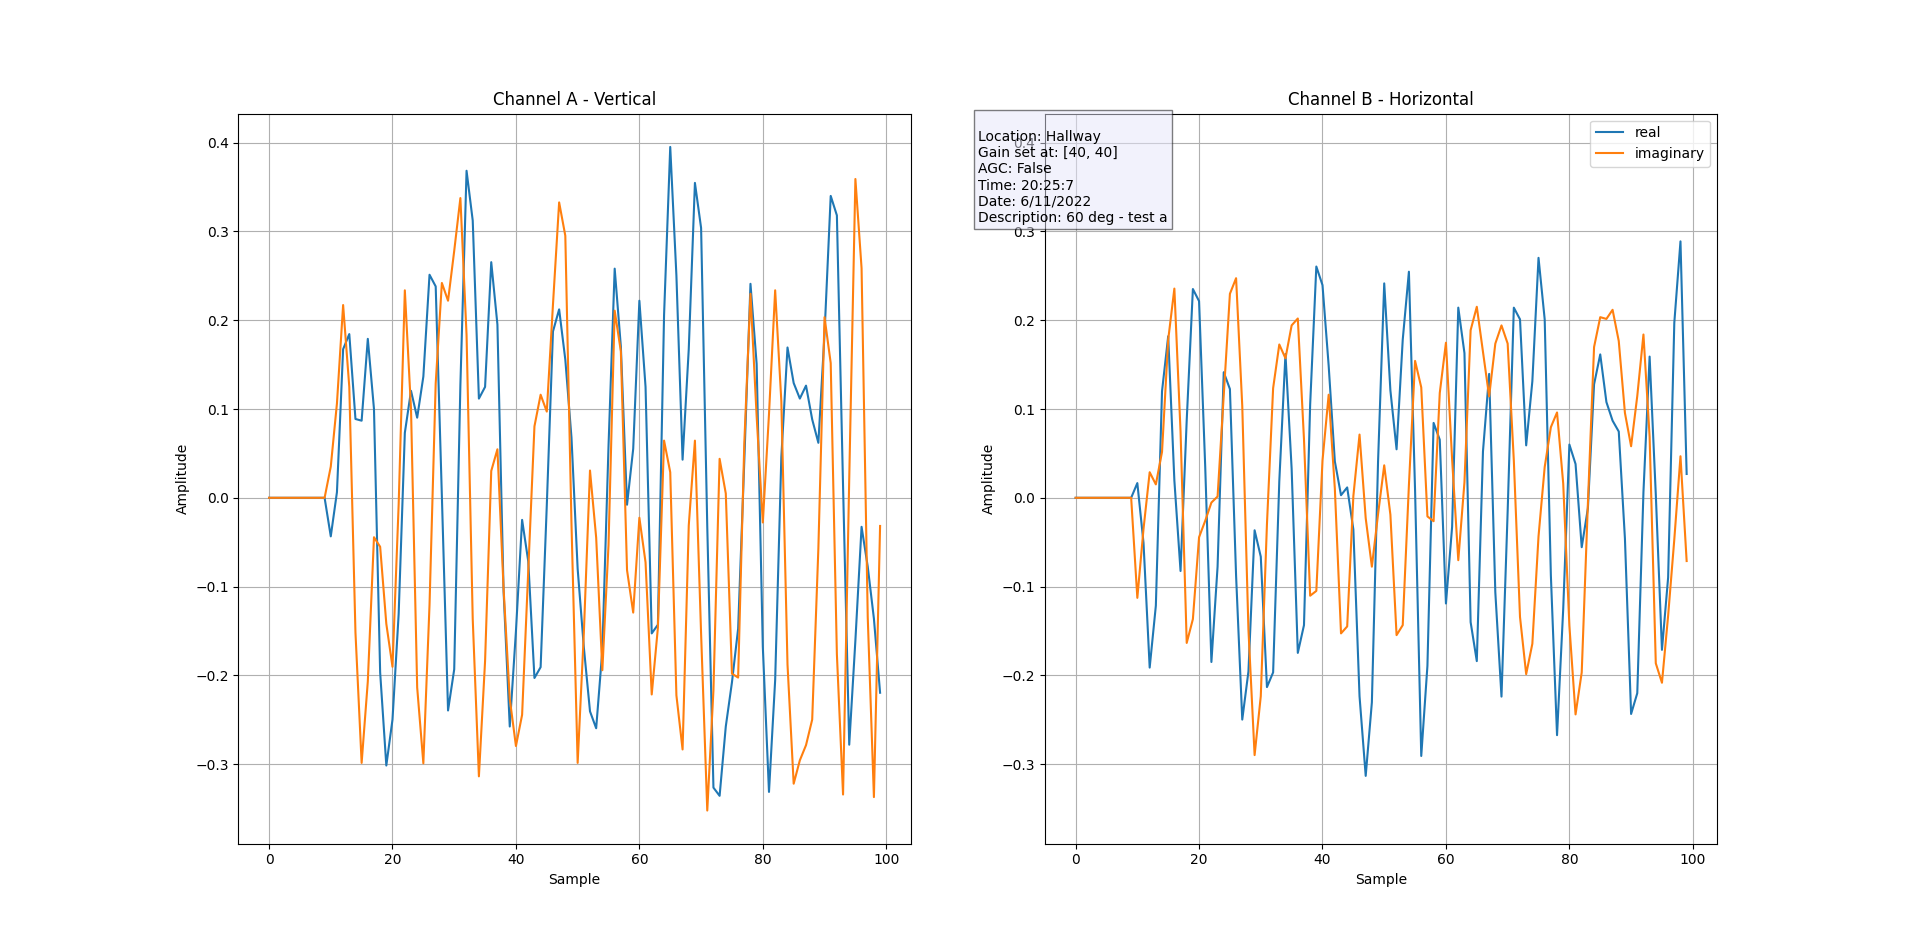 Channel A - Vertical
Amplitude
0.4
0.3
0.2
0.1
0.0
−0.1
−0.2
−0.3
0
20
40
60
80
100
Sample
Channel B - Horizontal
Location: Hallway
Gain set at: [40, 40]
AGC: False
Time: 20:25:7
Date: 6/11/2022
Description: 60 deg - test a
real
imaginary
Amplitude
0.4
0.3
0.2
0.1
0.0
−0.1
−0.2
−0.3
0
20
40
60
80
100
Sample